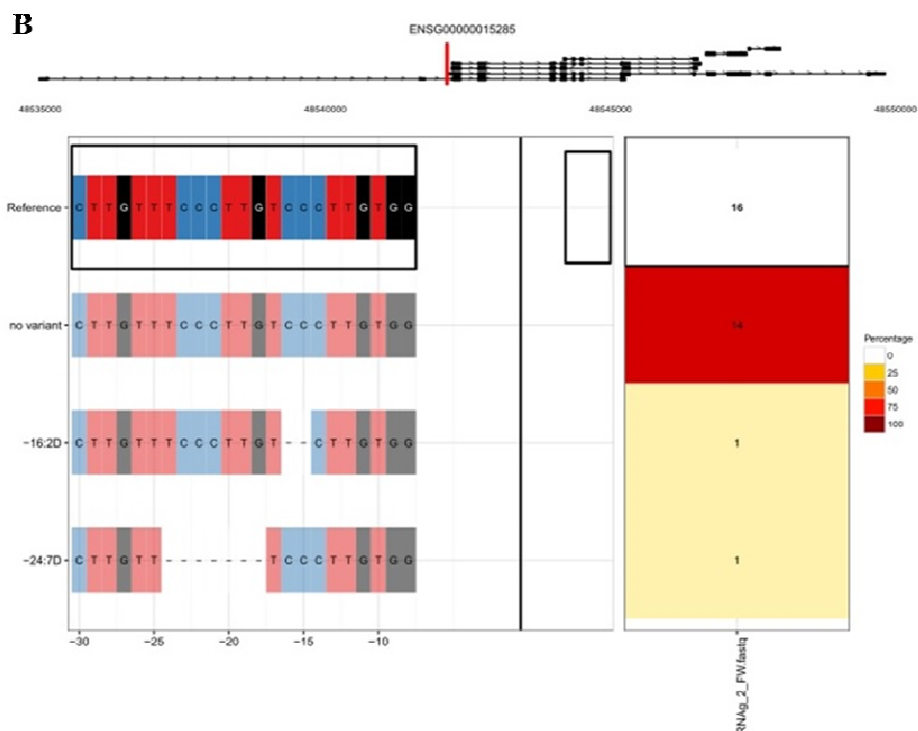 B
ENSG00000015285
48535000 48540000 48545000 48550000
Reference C T T G T T T C C C T T G T C C C T T G T G G 16
no variant C T T G T T T C C C T T G T C C C T T G T G G 14
-16:2D C T T G T T T C C C T T G T - - C T T G T G G 1
-24:7D C T T G T T - - - - - - - T C C C T T G T G G 1
-30 -25 -20 -15 -10
RNAg_2_FW.fastq
Percentage
0
25
50
75
100